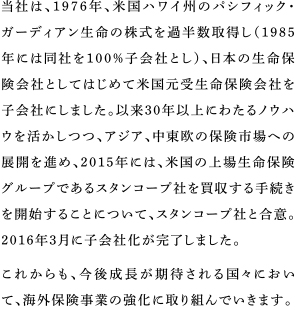 当社は、1976年、米国ハワイ州のパシフィック・
ガーディアン生命の株式を過半数取得し（1985
年には同社を100%子会社とし）、日本の生命保
険会社としてはじめて米国元受生命保険会社を
子会社にしました。以来30年以上にわたるノウハ
ウを活かしつつ、アジア、中東欧の保険市場への
展開を進め、2015年には、米国の上場生命保険
グループであるスタンコープ社を買収する手続き
を開始することについて、スタンコープ社と合意。
2016年3月に子会社化が完了しました。
これからも、今後成長が期待される国々におい
て、海外保険事業の強化に取り組んでいきます。